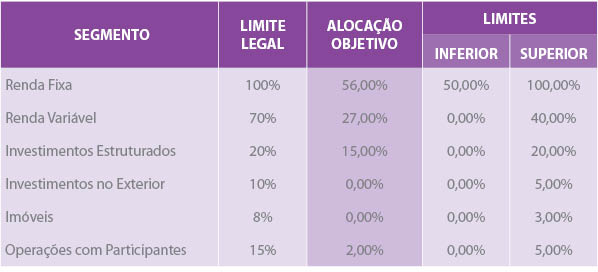 SEGMENTO LIMITE LEGAL ALOCAÇÃO OBJETIVO LIMITES
INFERIOR SUPERIOR
Renda Fixa 100% 56,00% 50,00% 100,00%
Renda Variável 70% 27,00% 0,00% 40,00%
Investimentos Estruturados 20% 15,00% 0,00% 20,00%
Investimentos no Exterior 10% 0,00% 0,00% 5,00%
Imóveis 8% 0,00% 0,00% 3,00%
Operações com Participantes 15% 2,00% 0,00% 5,00%